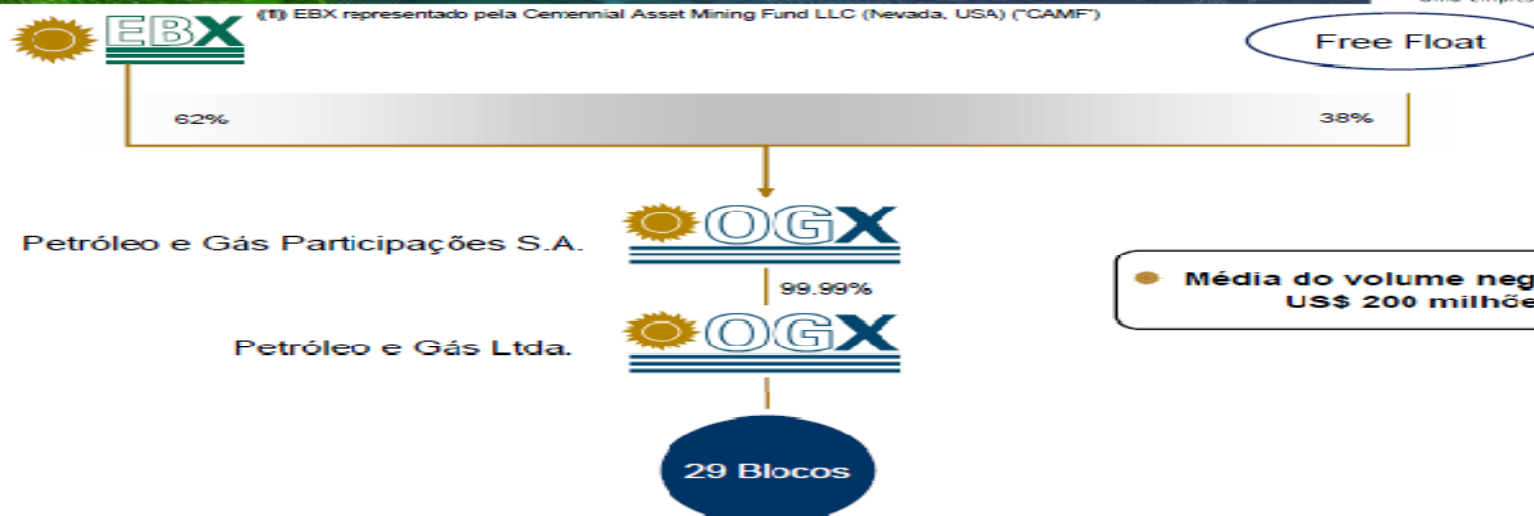 EBX
(1) EBX representado pela Centennial Asset Mining Fund LLC (Nevada, USA) ("CAMF")
Free Float
62%
38%
OGX
Petróleo e Gás Participações S.A.
99.99%
OGX
Petróleo e Gás Ltda.
Média do volume neg
US$ 200 milhõe
29 Blocos